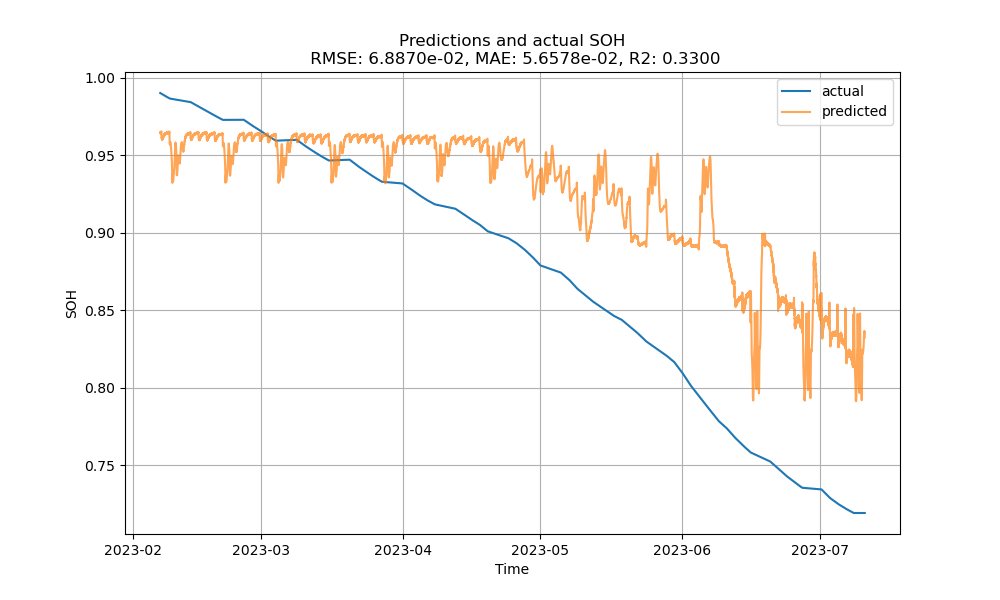 Predictions and actual SOH
RMSE: 6.8870e-02, MAE: 5.6578e-02, R2: 0.3300
actual
predicted
1.00
0.95
0.90
0.85
0.80
0.75
SOH
2023-02 2023-03 2023-04 2023-05 2023-06 2023-07
Time